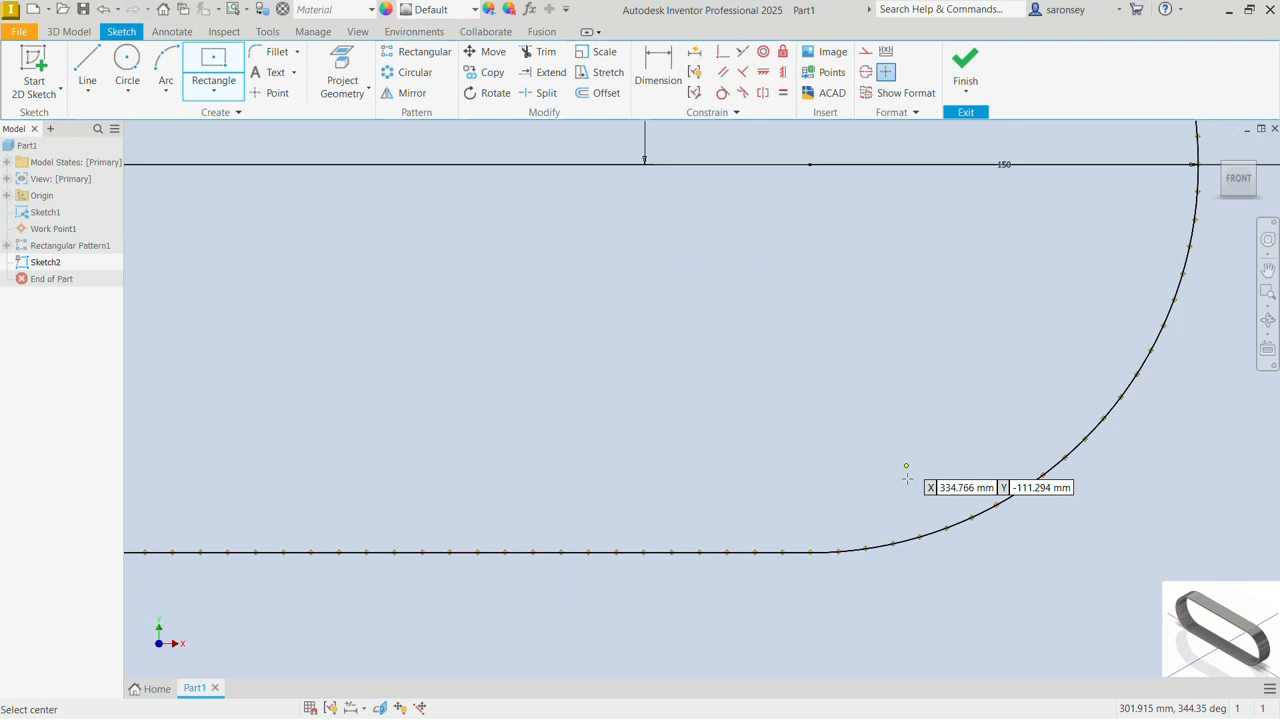 Material
Default
Autodesk Inventor Professional 2025 Part1
Search Help & Commands...
saronsey
File
3D Model
Sketch
Annotate
Inspect
Tools
Manage
View
Environments
Collaborate
Fusion
Start
2D Sketch
Line
Circle
Arc
Rectangle
Fillet
Text
Point
Project
Geometry
Rectangular
Circular
Mirror
Move
Copy
Rotate
Trim
Extend
Split
Scale
Stretch
Offset
Dimension
Image
Points
ACAD
Show Format
Finish
Sketch
Create
Pattern
Modify
Constrain
Insert
Format
Exit
Model
Part1
Model States: [Primary]
View: [Primary]
Origin
Sketch1
Work Point1
Rectangular Pattern1
Sketch2
End of Part
150
FRONT
X 334.766 mm Y -111.294 mm
Y
X
Home
Part1
Select center
301.915 mm, 344.35 deg 1 1